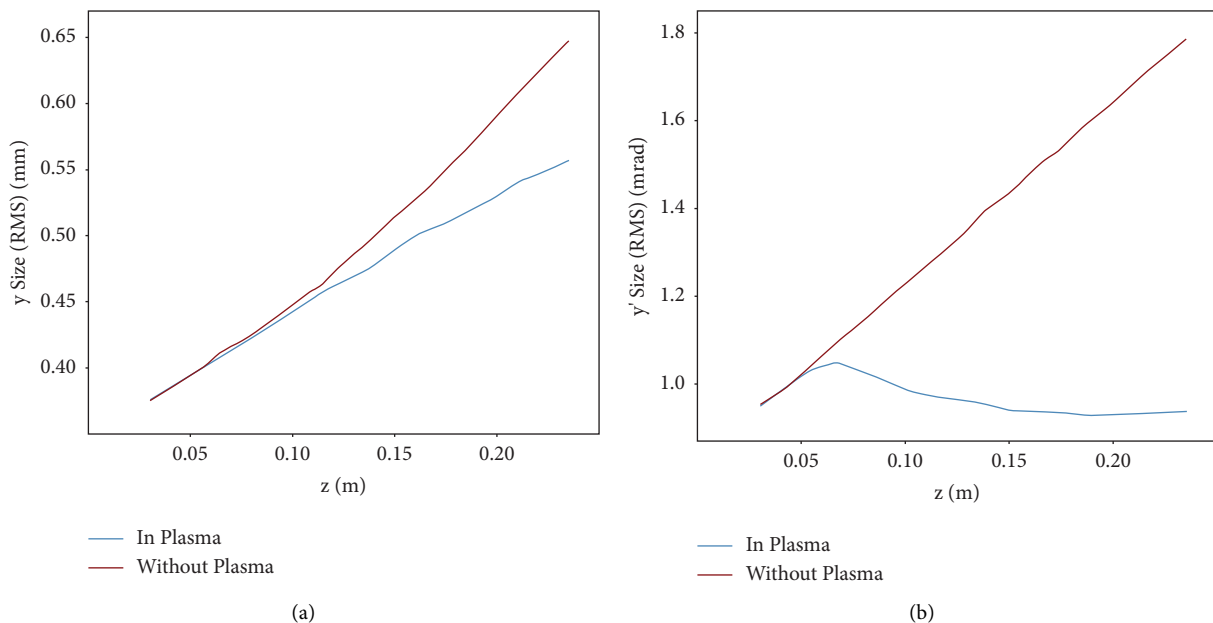 0.65
0.60
0.55
0.50
0.45
0.40
y Size (RMS) (mm)
0.05 0.10 0.15 0.20
z (m)
In Plasma
Without Plasma
(a)
1.8
1.6
1.4
1.2
1.0
y' Size (RMS) (mrad)
0.05 0.10 0.15 0.20
z (m)
In Plasma
Without Plasma
(b)